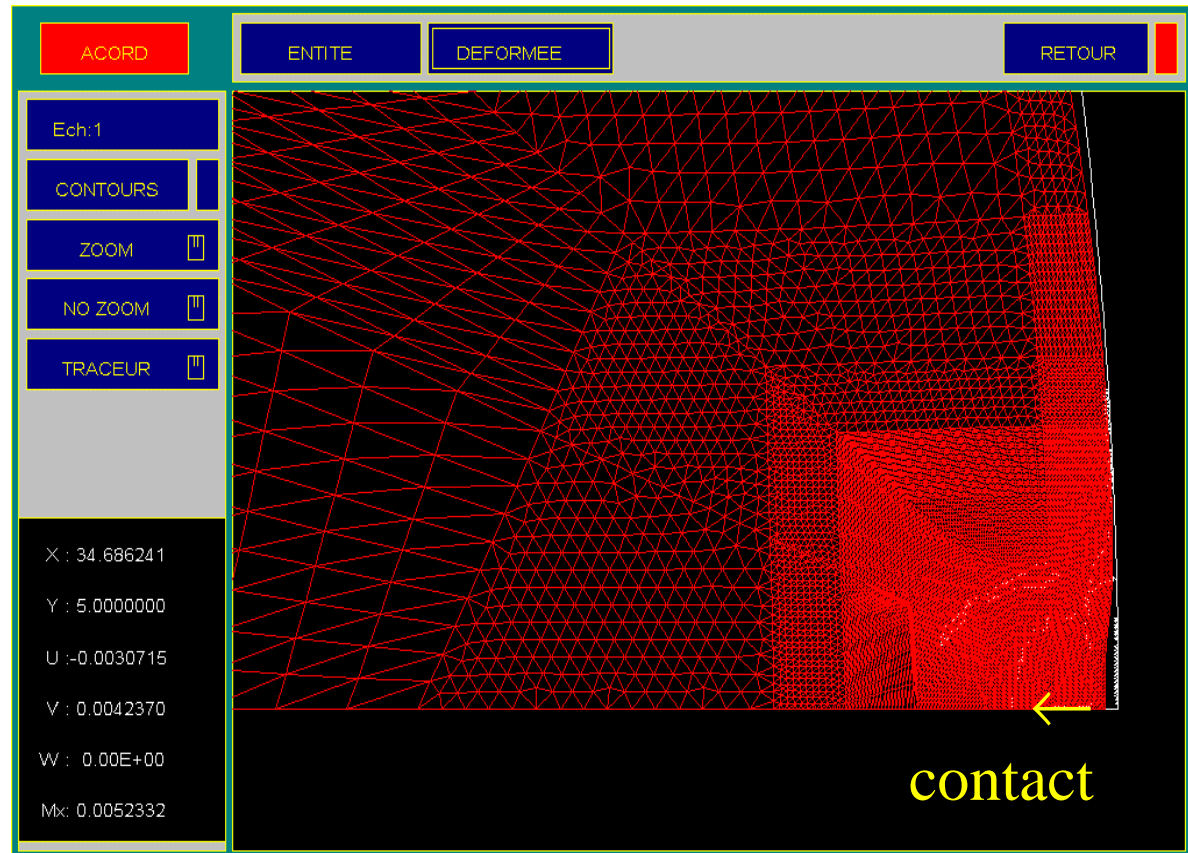 ACORD
ENTITE
DEFORMEE
RETOUR
Ech:1
CONTOURS
ZOOM
NO ZOOM
TRACEUR
X : 34.686241
Y : 5.0000000
U :-0.0030715
V : 0.0042370
W : 0.00E+00
Mx: 0.0052332
contact